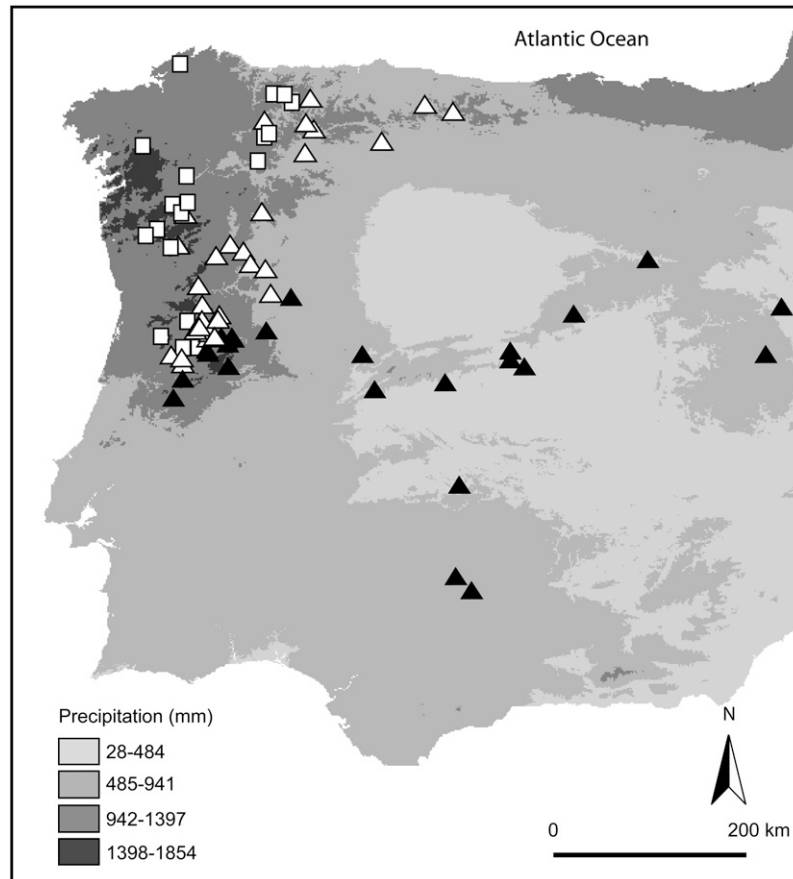 Atlantic Ocean
Precipitation (mm)
28-484
485-941
942-1397
1398-1854
N
0 200 km